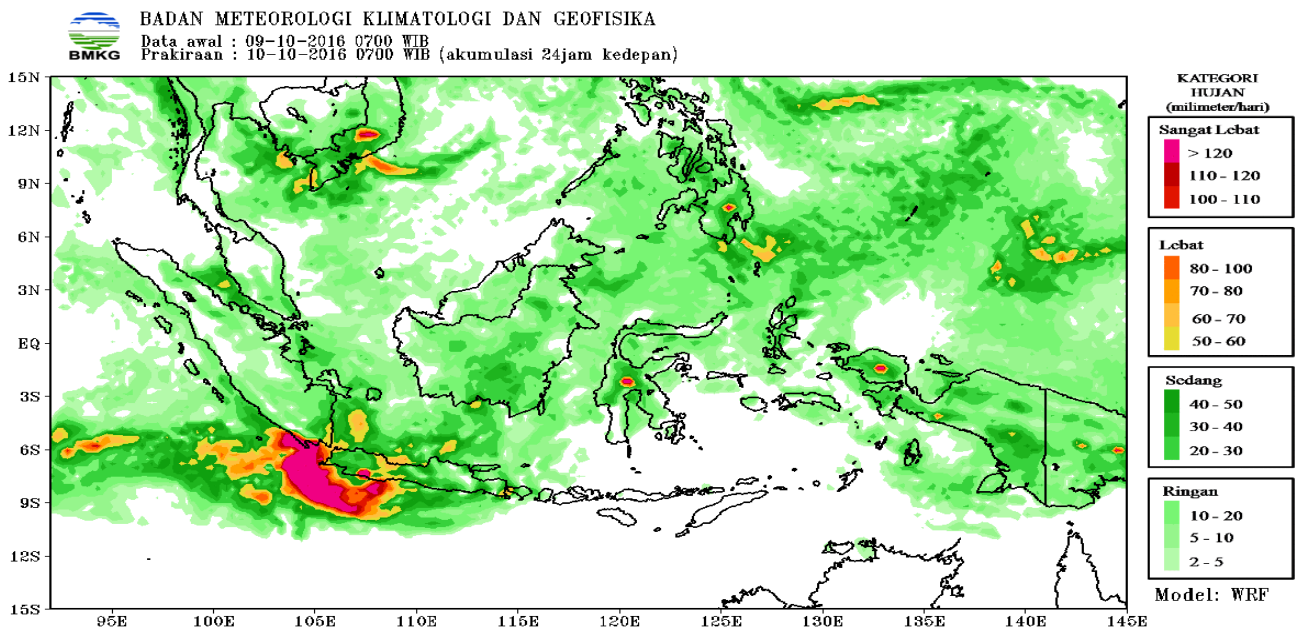 BADAN METEOROLOGI KLIMATOLOGI DAN GEOFISIKA
Data awal : 09-10-2016 0700 WIB
Prakiraan : 10-10-2016 0700 WIB (akumulasi 24jam kedepan)
BMKG
15N
12N
9N
6N
3N
EQ
3S
6S
9S
12S
15S
95E 100E 105E 110E 115E 120E 125E 130E 135E 140E 145E
KATEGORI
HUJAN
(milimeter/hari)
Sangat Lebat
> 120
110 - 120
100 - 110
Lebat
80 - 100
70 - 80
60 - 70
50 - 60
Sedang
40 - 50
30 - 40
20 - 30
Ringan
10 - 20
5 - 10
2 - 5
Model: WRF